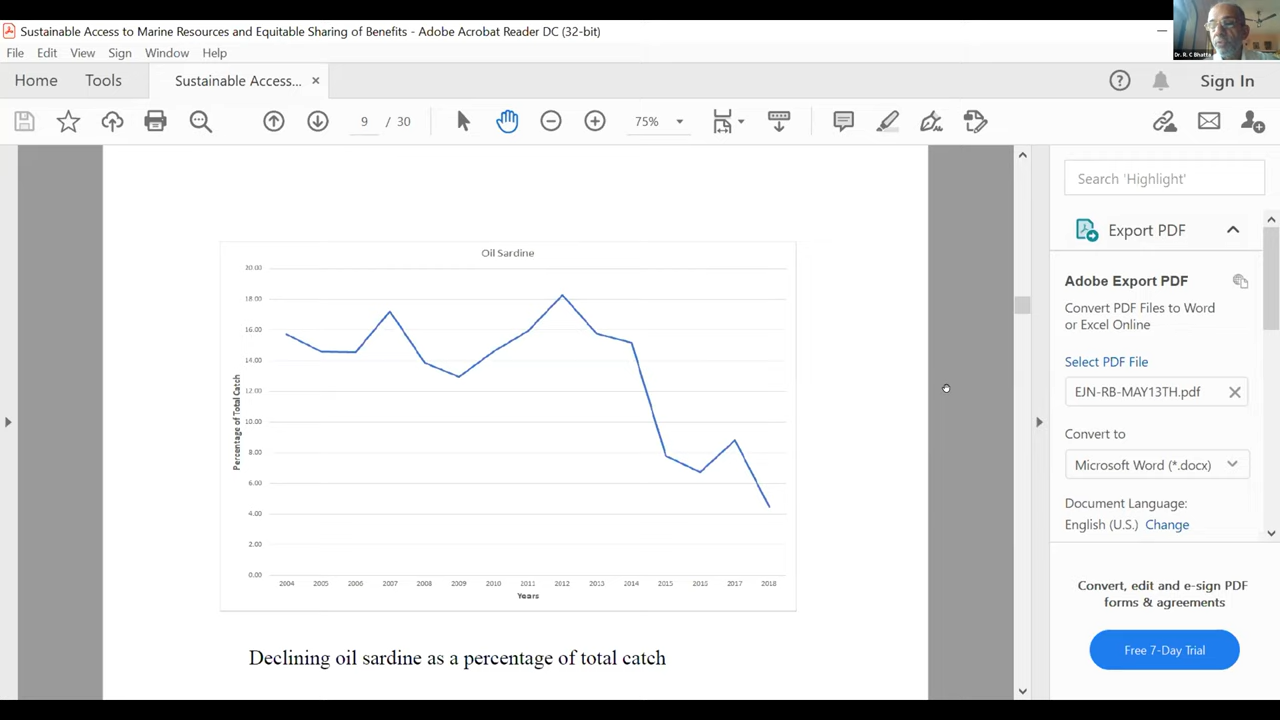 Sustainable Access to Marine Resources and Equitable Sharing of Benefits - Adobe Acrobat Reader DC (32-bit)
File Edit View Sign Window Help
Home Tools Sustainable Access... × Sign In
9 / 30 75%
Dr. R. C Bhatta
Search 'Highlight'
Export PDF
Adobe Export PDF
Convert PDF Files to Word
or Excel Online
Select PDF File
EJN-RB-MAY13TH.pdf
Convert to
Microsoft Word (*.docx)
Document Language:
English (U.S.) Change
Convert, edit and e-sign PDF
forms & agreements
Free 7-Day Trial
Oil Sardine
Percentage of Total Catch
20.00
18.00
16.00
14.00
12.00
10.00
8.00
6.00
4.00
2.00
0.00
2004 2005 2006 2007 2008 2009 2010 2011 2012 2013 2014 2015 2016 2017 2018
Years
Declining oil sardine as a percentage of total catch